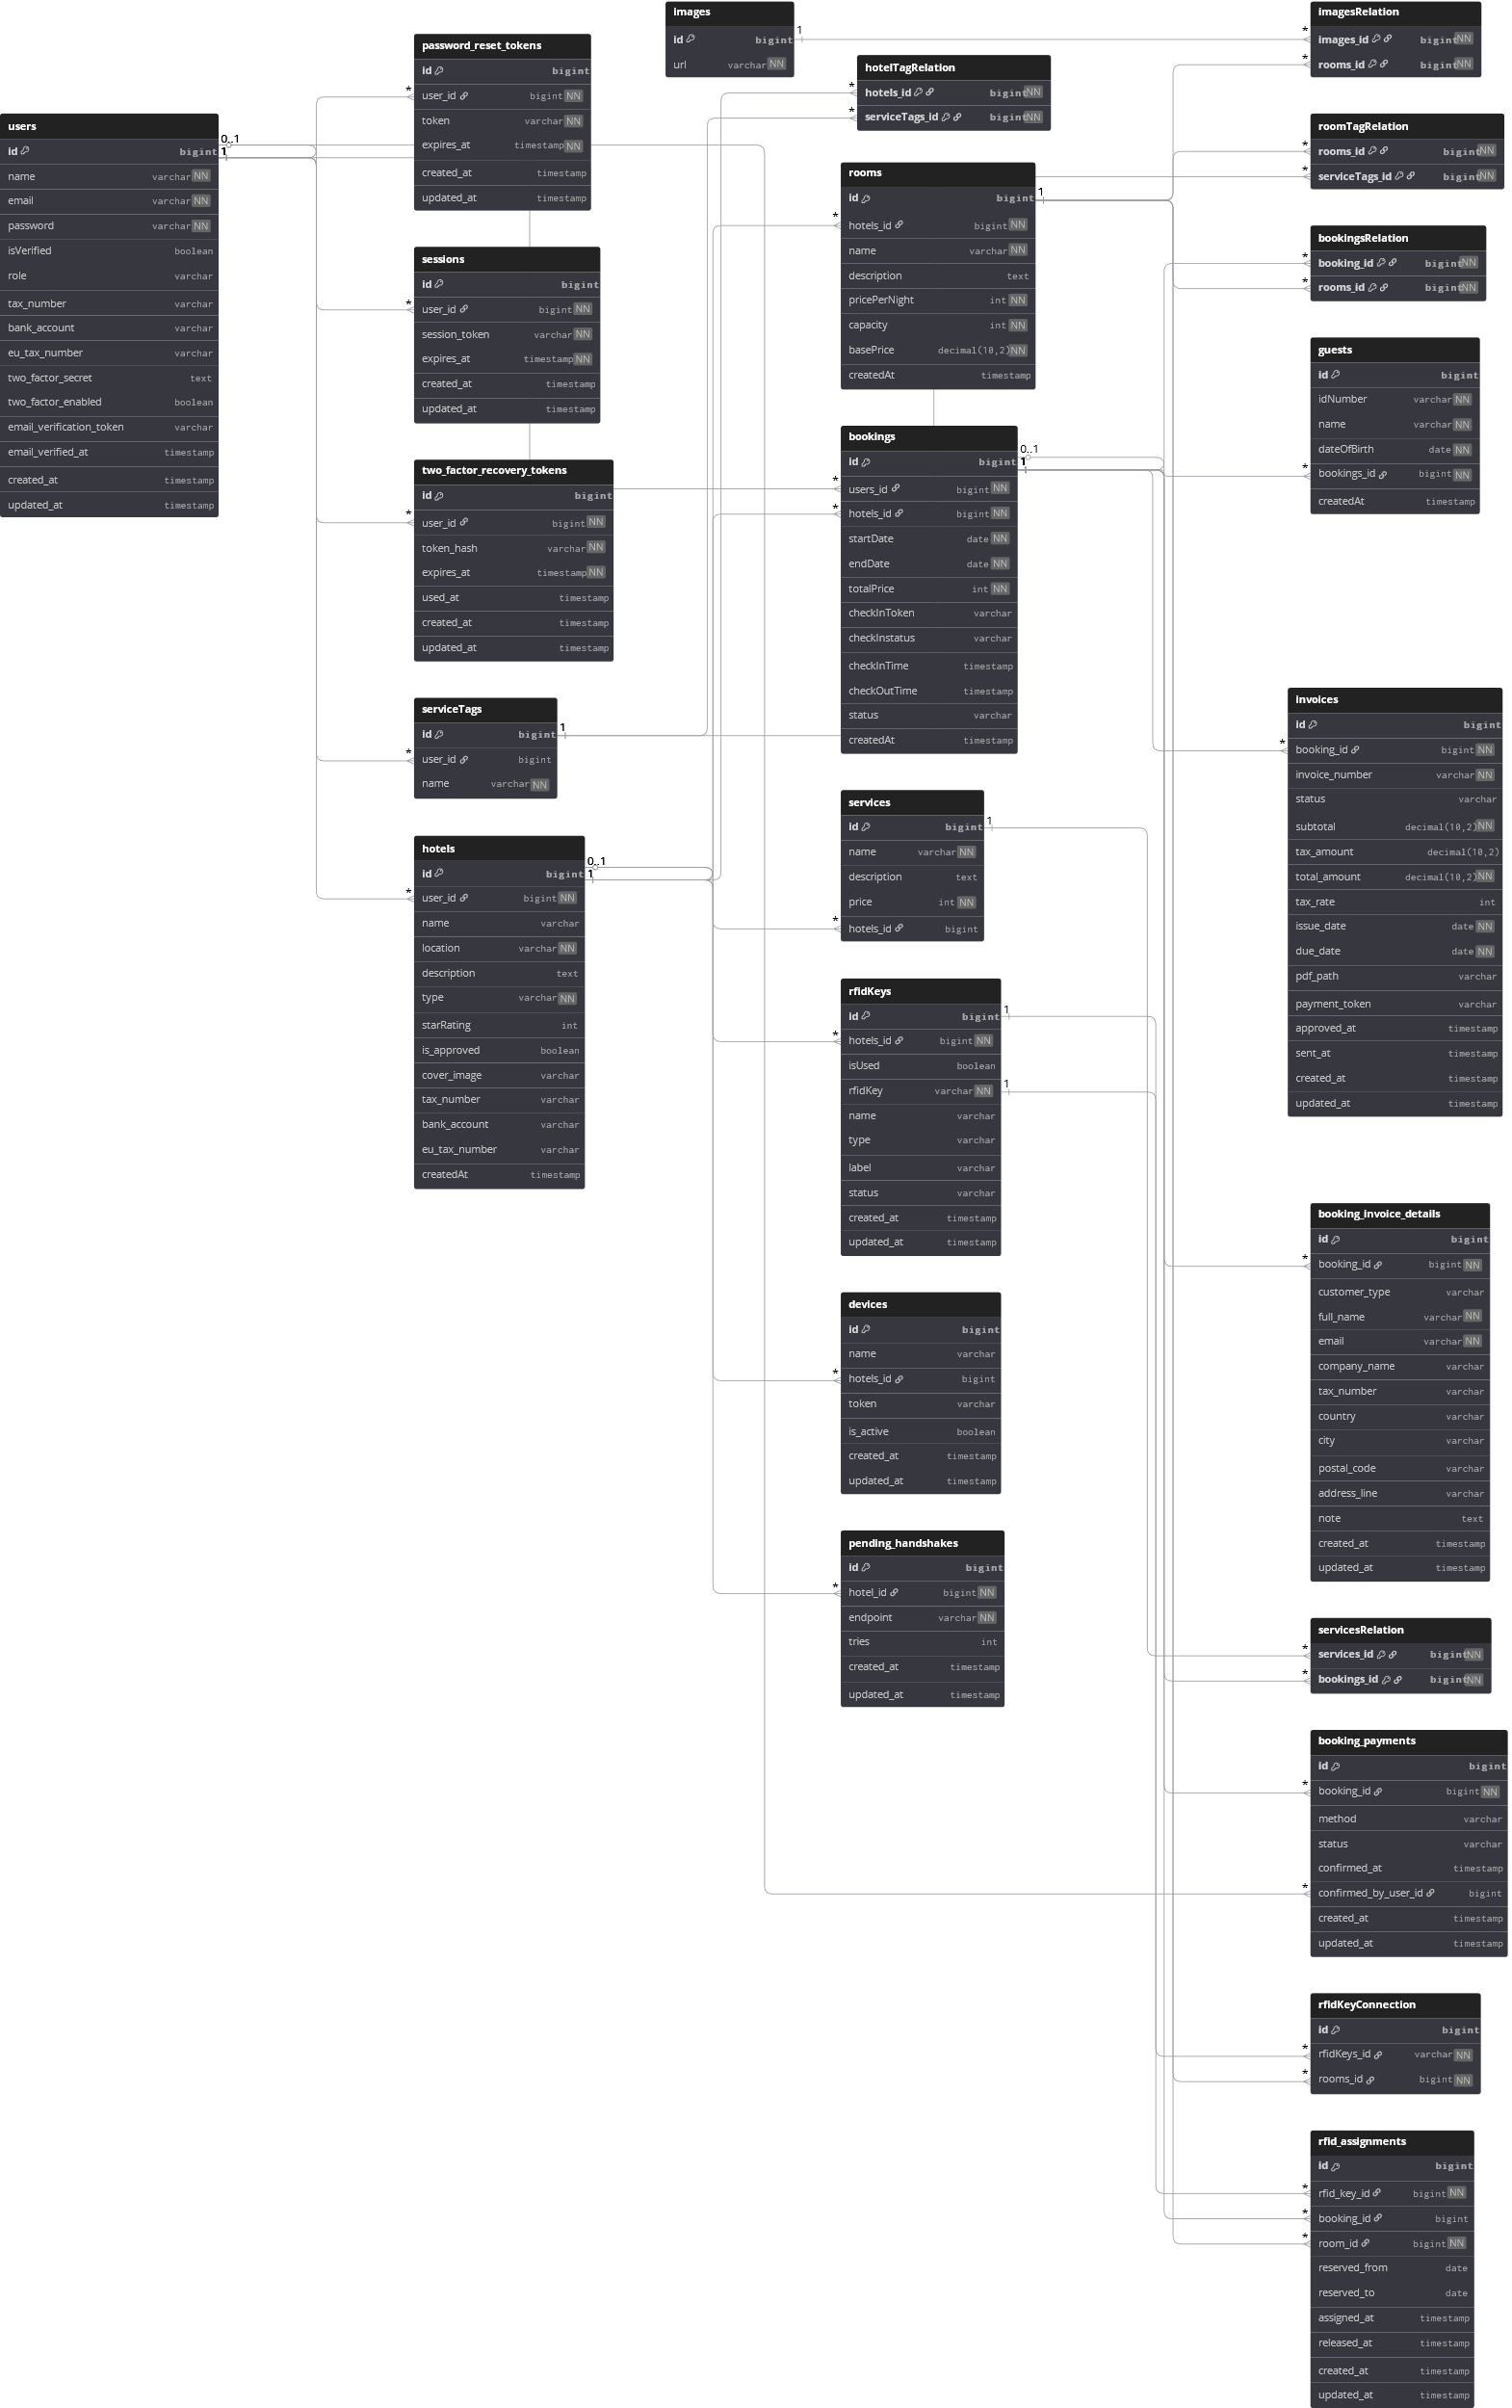 users
id bigint
name varchar NN
email varchar NN
password varchar NN
isVerified boolean
role varchar
tax_number varchar
bank_account varchar
eu_tax_number varchar
two_factor_secret text
two_factor_enabled boolean
email_verification_token varchar
email_verified_at timestamp
created_at timestamp
updated_at timestamp
0..1
1
password_reset_tokens
id bigint
* user_id bigint NN
token varchar NN
expires_at timestamp NN
created_at timestamp
updated_at timestamp
sessions
id bigint
* user_id bigint NN
session_token varchar NN
expires_at timestamp NN
created_at timestamp
updated_at timestamp
two_factor_recovery_tokens
id bigint
* user_id bigint NN
token_hash varchar NN
expires_at timestamp NN
used_at timestamp
created_at timestamp
updated_at timestamp
serviceTags
id bigint 1
* user_id bigint
name varchar NN
hotels
0..1
id bigint 1
* user_id bigint NN
name varchar
location varchar NN
description text
type varchar NN
starRating int
is_approved boolean
cover_image varchar
tax_number varchar
bank_account varchar
eu_tax_number varchar
createdAt timestamp
images
id bigint 1
url varchar NN
hotelTagRelation
* hotels_id bigint NN
* serviceTags_id bigint NN
rooms
id bigint 1
* hotels_id bigint NN
name varchar NN
description text
pricePerNight int NN
capacity int NN
basePrice decimal(10,2) NN
createdAt timestamp
bookings
0..1
id bigint 1
* users_id bigint NN
* hotels_id bigint NN
startDate date NN
endDate date NN
totalPrice int NN
checkInToken varchar
checkInstatus varchar
checkInTime timestamp
checkOutTime timestamp
status varchar
createdAt timestamp
services
id bigint 1
name varchar NN
description text
price int NN
* hotels_id bigint
rfidKeys
id bigint 1
* hotels_id bigint NN
isUsed boolean
rfidKey varchar NN 1
name varchar
type varchar
label varchar
status varchar
created_at timestamp
updated_at timestamp
devices
id bigint
name varchar
* hotels_id bigint
token varchar
is_active boolean
created_at timestamp
updated_at timestamp
pending_handshakes
id bigint
* hotel_id bigint NN
endpoint varchar NN
tries int
created_at timestamp
updated_at timestamp
imagesRelation
* images_id bigint NN
* rooms_id bigint NN
roomTagRelation
* rooms_id bigint NN
* serviceTags_id bigint NN
bookingsRelation
* booking_id bigint NN
* rooms_id bigint NN
guests
id bigint
idNumber varchar NN
name varchar NN
dateOfBirth date NN
* bookings_id bigint NN
createdAt timestamp
invoices
id bigint
* booking_id bigint NN
invoice_number varchar NN
status varchar
subtotal decimal(10,2) NN
tax_amount decimal(10,2)
total_amount decimal(10,2) NN
tax_rate int
issue_date date NN
due_date date NN
pdf_path varchar
payment_token varchar
approved_at timestamp
sent_at timestamp
created_at timestamp
updated_at timestamp
booking_invoice_details
id bigint
* booking_id bigint NN
customer_type varchar
full_name varchar NN
email varchar NN
company_name varchar
tax_number varchar
country varchar
city varchar
postal_code varchar
address_line varchar
note text
created_at timestamp
updated_at timestamp
servicesRelation
* services_id bigint NN
* bookings_id bigint NN
booking_payments
id bigint
* booking_id bigint NN
method varchar
status varchar
confirmed_at timestamp
* confirmed_by_user_id bigint
created_at timestamp
updated_at timestamp
rfidKeyConnection
id bigint
* rfidKeys_id varchar NN
* rooms_id bigint NN
rfid_assignments
id bigint
* rfid_key_id bigint NN
* booking_id bigint
* room_id bigint NN
reserved_from date
reserved_to date
assigned_at timestamp
released_at timestamp
created_at timestamp
updated_at timestamp